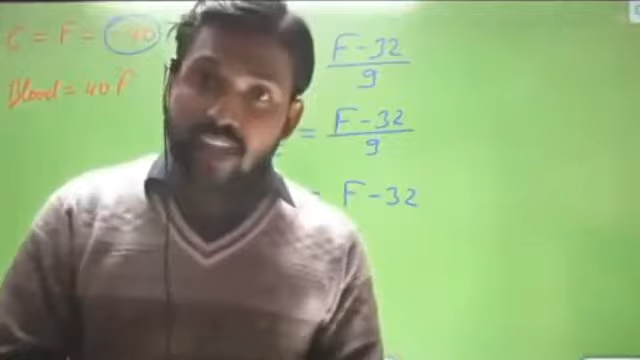 C = F = -40
Blood = 40°F
F - 32
9
= F - 32
9
= F - 32